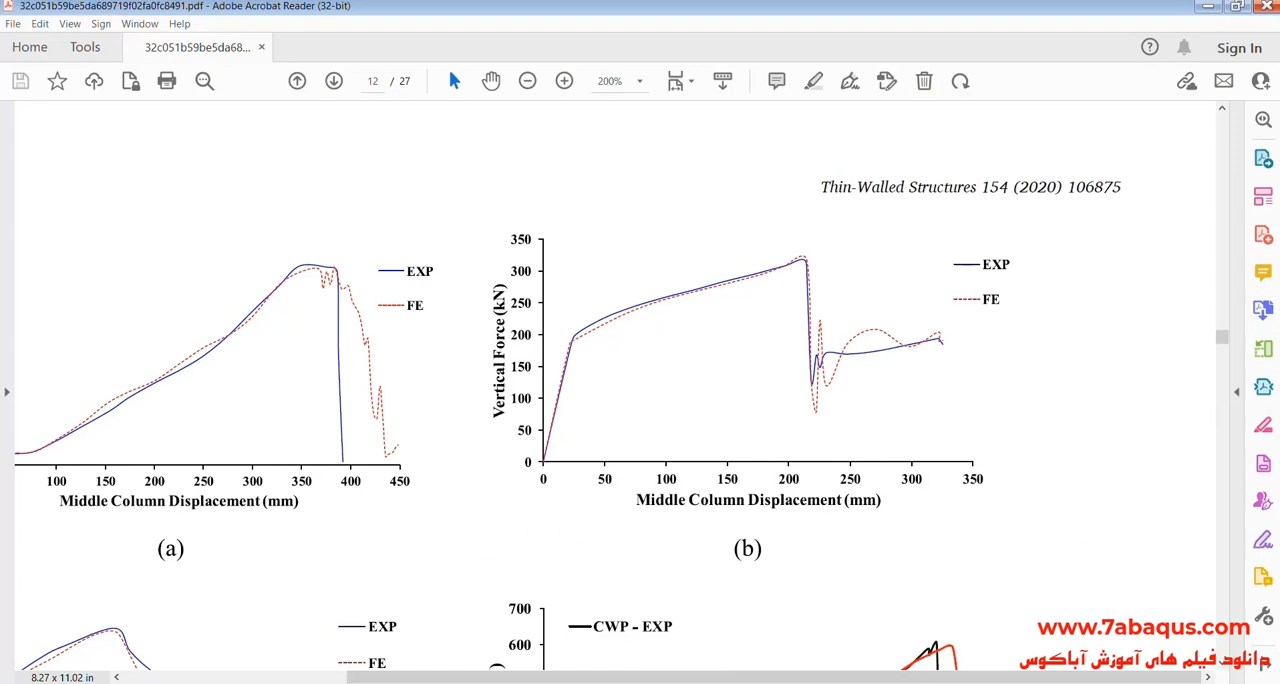 32c051b59be5da689719f02fa0fc8491.pdf - Adobe Acrobat Reader (32-bit)
File Edit View Sign Window Help
Home Tools 32c051b59be5da68... × Sign In
12 / 27 200%
Thin-Walled Structures 154 (2020) 106875
EXP
FE
100 150 200 250 300 350 400 450
Middle Column Displacement (mm)
(a)
350
300
250
200
150
100
50
0
Vertical Force (kN)
EXP
FE
0 50 100 150 200 250 300 350
Middle Column Displacement (mm)
(b)
EXP
FE
700
600
CWP – EXP
www.7abaqus.com
دانلود فیلم های آموزش آباکوس
8.27 x 11.02 in